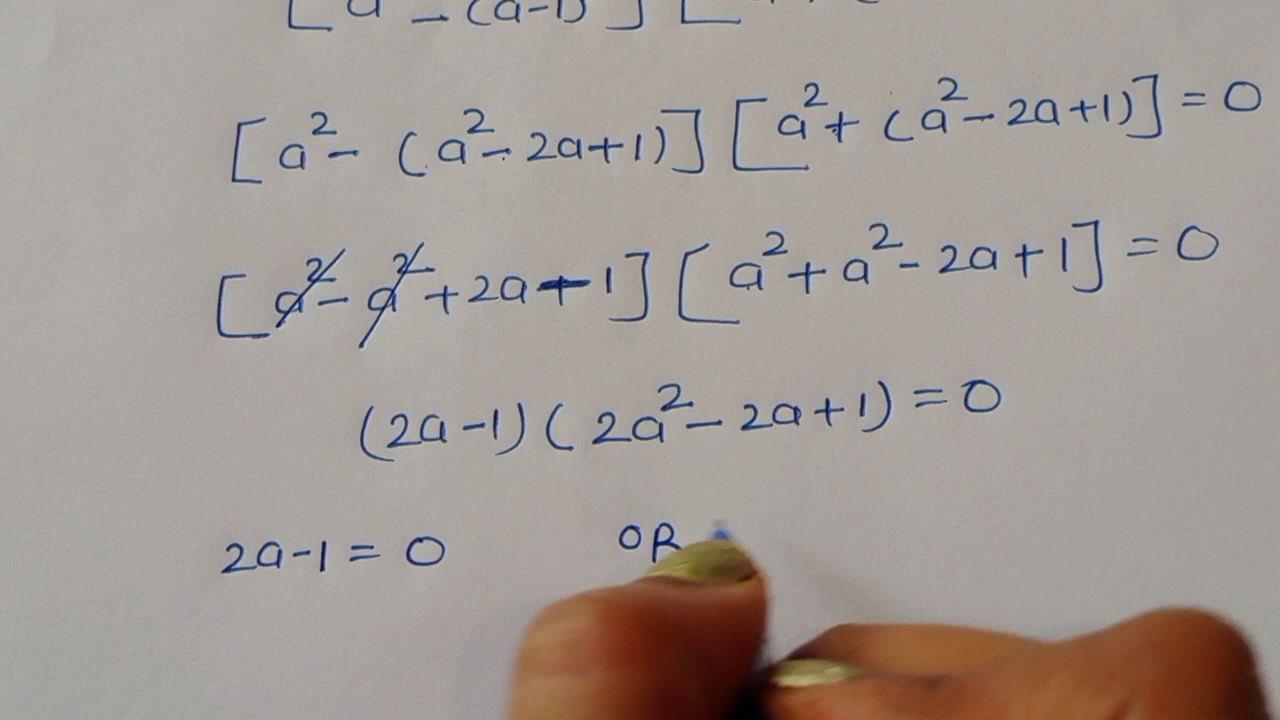 [a - (a-1)] [
[a² - (a² - 2a+1)] [a² + (a² - 2a+1)] = 0
[a² - a² + 2a - 1] [a² + a² - 2a + 1] = 0
(2a-1) (2a² - 2a + 1) = 0
2a-1 = 0 OR